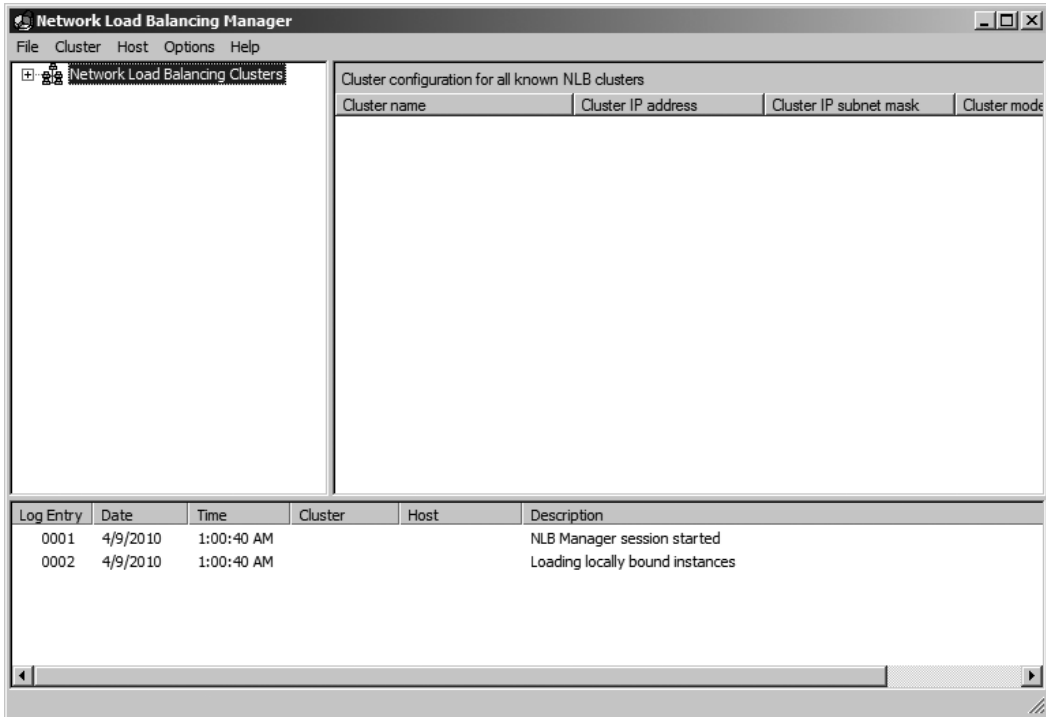 Network Load Balancing Manager
File Cluster Host Options Help
Network Load Balancing Clusters
Cluster configuration for all known NLB clusters
Cluster name Cluster IP address Cluster IP subnet mask Cluster mode
Log Entry Date Time Cluster Host Description
0001 4/9/2010 1:00:40 AM NLB Manager session started
0002 4/9/2010 1:00:40 AM Loading locally bound instances